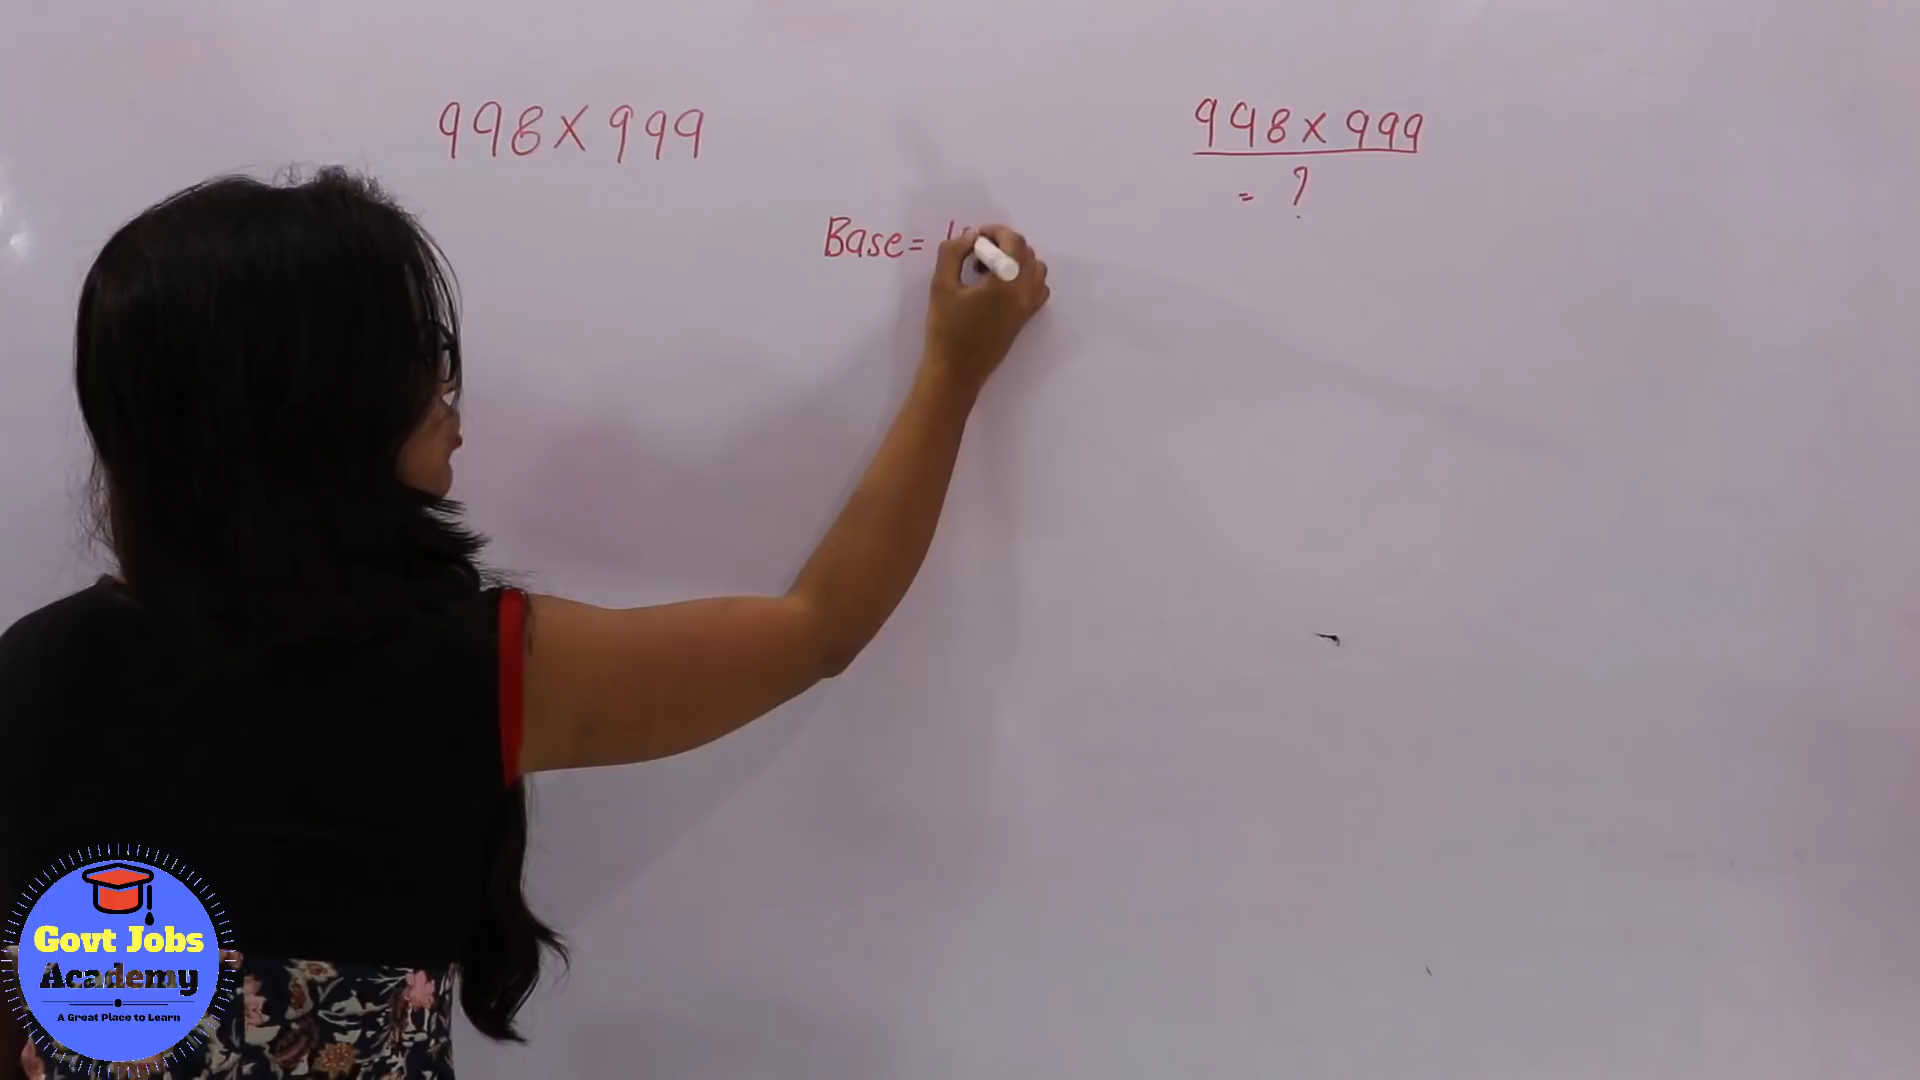 998 × 999
998 × 999
= ?
Base =
Govt Jobs
Academy
A Great Place to Learn